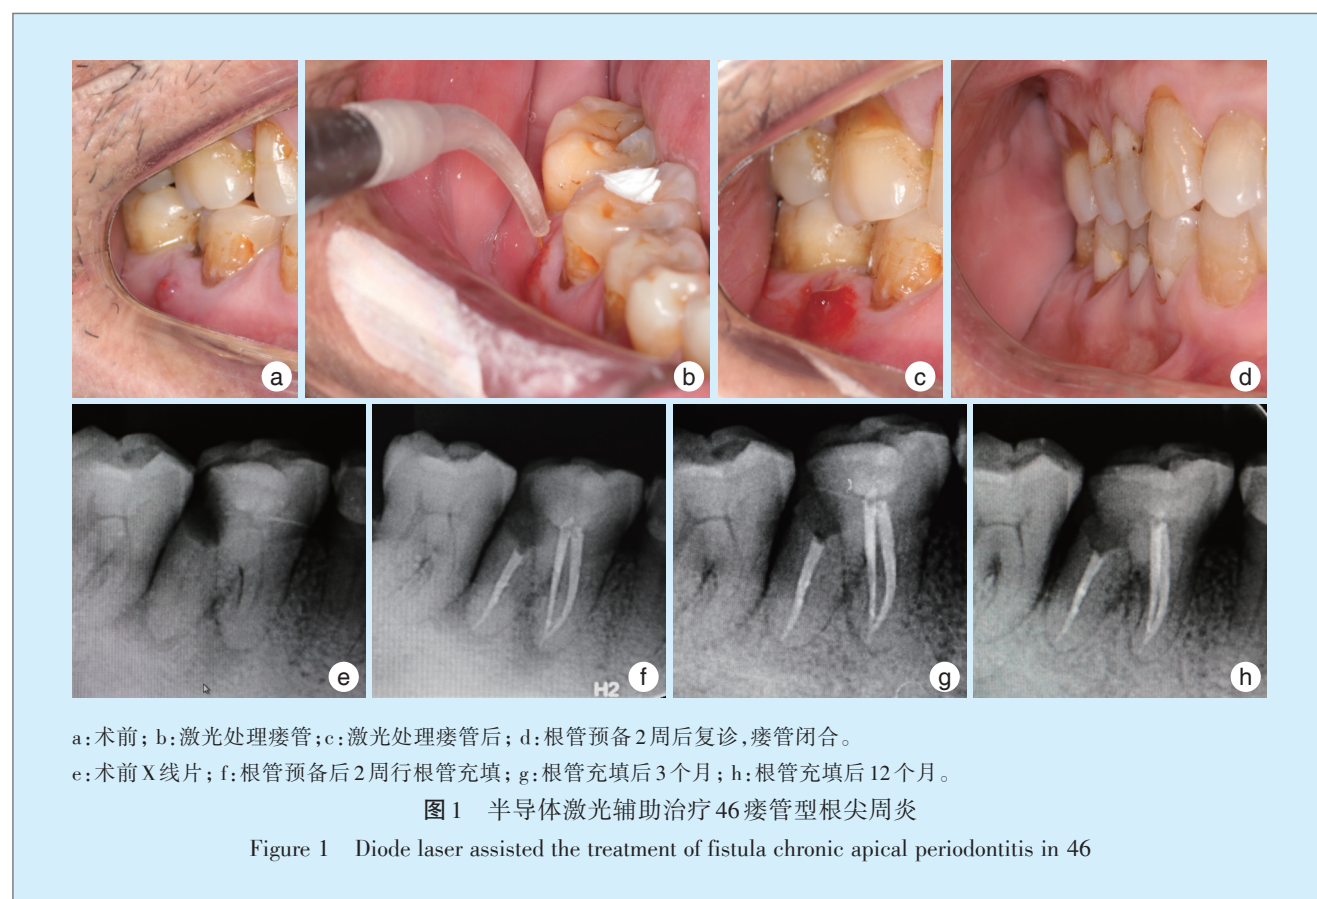 a
b
c
d
e
f
g
h
H2
a:术前; b:激光处理瘘管;c:激光处理瘘管后; d:根管预备2周后复诊,瘘管闭合。
e:术前X线片; f:根管预备后2周行根管充填; g:根管充填后3个月; h:根管充填后12个月。
图1 半导体激光辅助治疗46瘘管型根尖周炎
Figure 1 Diode laser assisted the treatment of fistula chronic apical periodontitis in 46